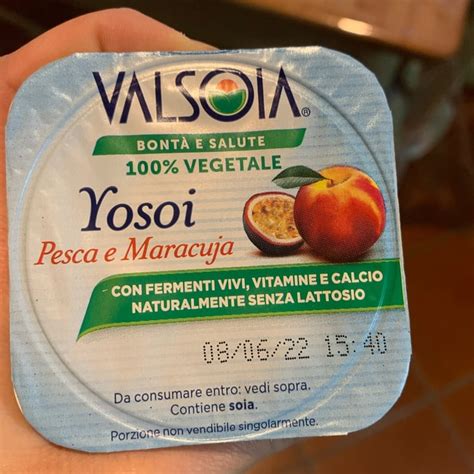 VALSOIA®
BONTÀ E SALUTE
100% VEGETALE
Yosoi
Pesca e Maracuja
CON FERMENTI VIVI, VITAMINE E CALCIO
NATURALMENTE SENZA LATTOSIO
08/06/22 15:40
Da consumare entro: vedi sopra.
Contiene soia.
Porzione non vendibile singolarmente.